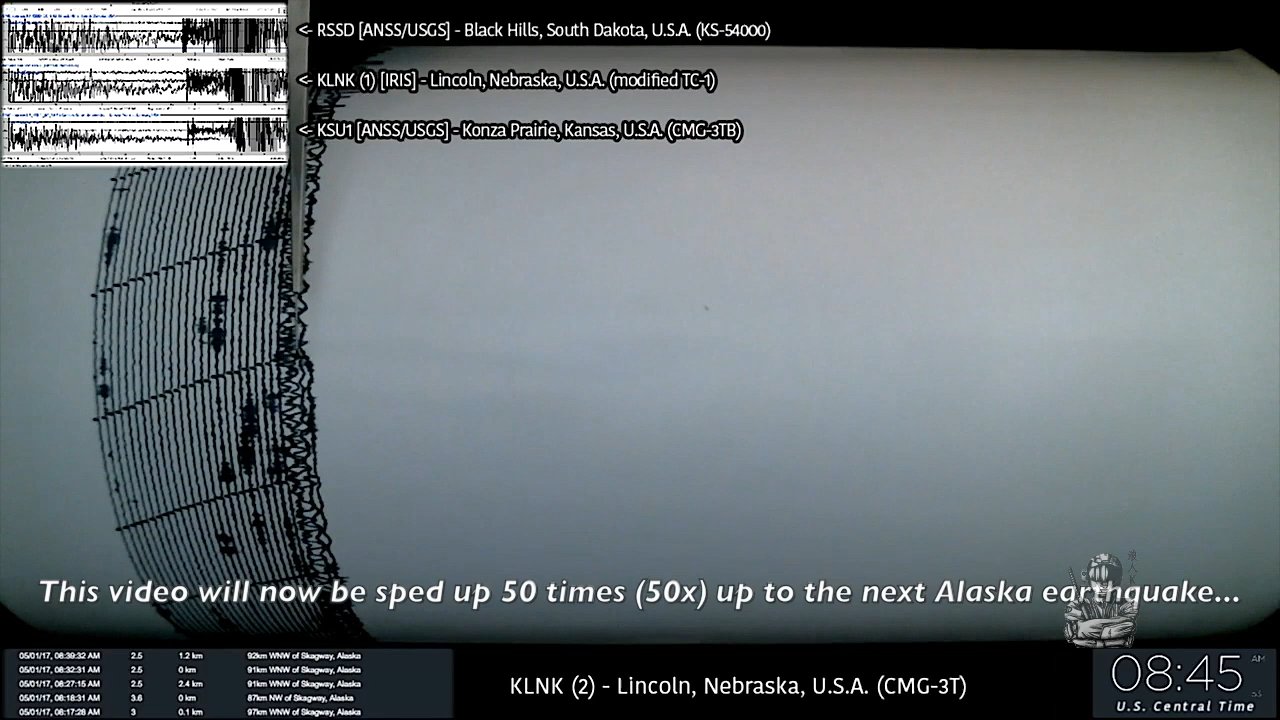 <- RSSD [ANSS/USGS] - Black Hills, South Dakota, U.S.A. (KS-54000)
<- KLNK (1) [IRIS] - Lincoln, Nebraska, U.S.A. (modified TC-1)
<- KSU1 [ANSS/USGS] - Konza Prairie, Kansas, U.S.A. (CMG-3TB)
This video will now be sped up 50 times (50x) up to the next Alaska earthquake...
05/01/17, 08:39:32 AM 2.5 1.2 km 92km WNW of Skagway, Alaska
05/01/17, 08:32:31 AM 2.5 0 km 91km WNW of Skagway, Alaska
05/01/17, 08:27:15 AM 2.5 2.4 km 91km WNW of Skagway, Alaska
05/01/17, 08:18:31 AM 3.6 0 km 87km NW of Skagway, Alaska
05/01/17, 08:17:28 AM 3 0.1 km 97km WNW of Skagway, Alaska
KLNK (2) - Lincoln, Nebraska, U.S.A. (CMG-3T)
08:45 AM
U.S. Central Time